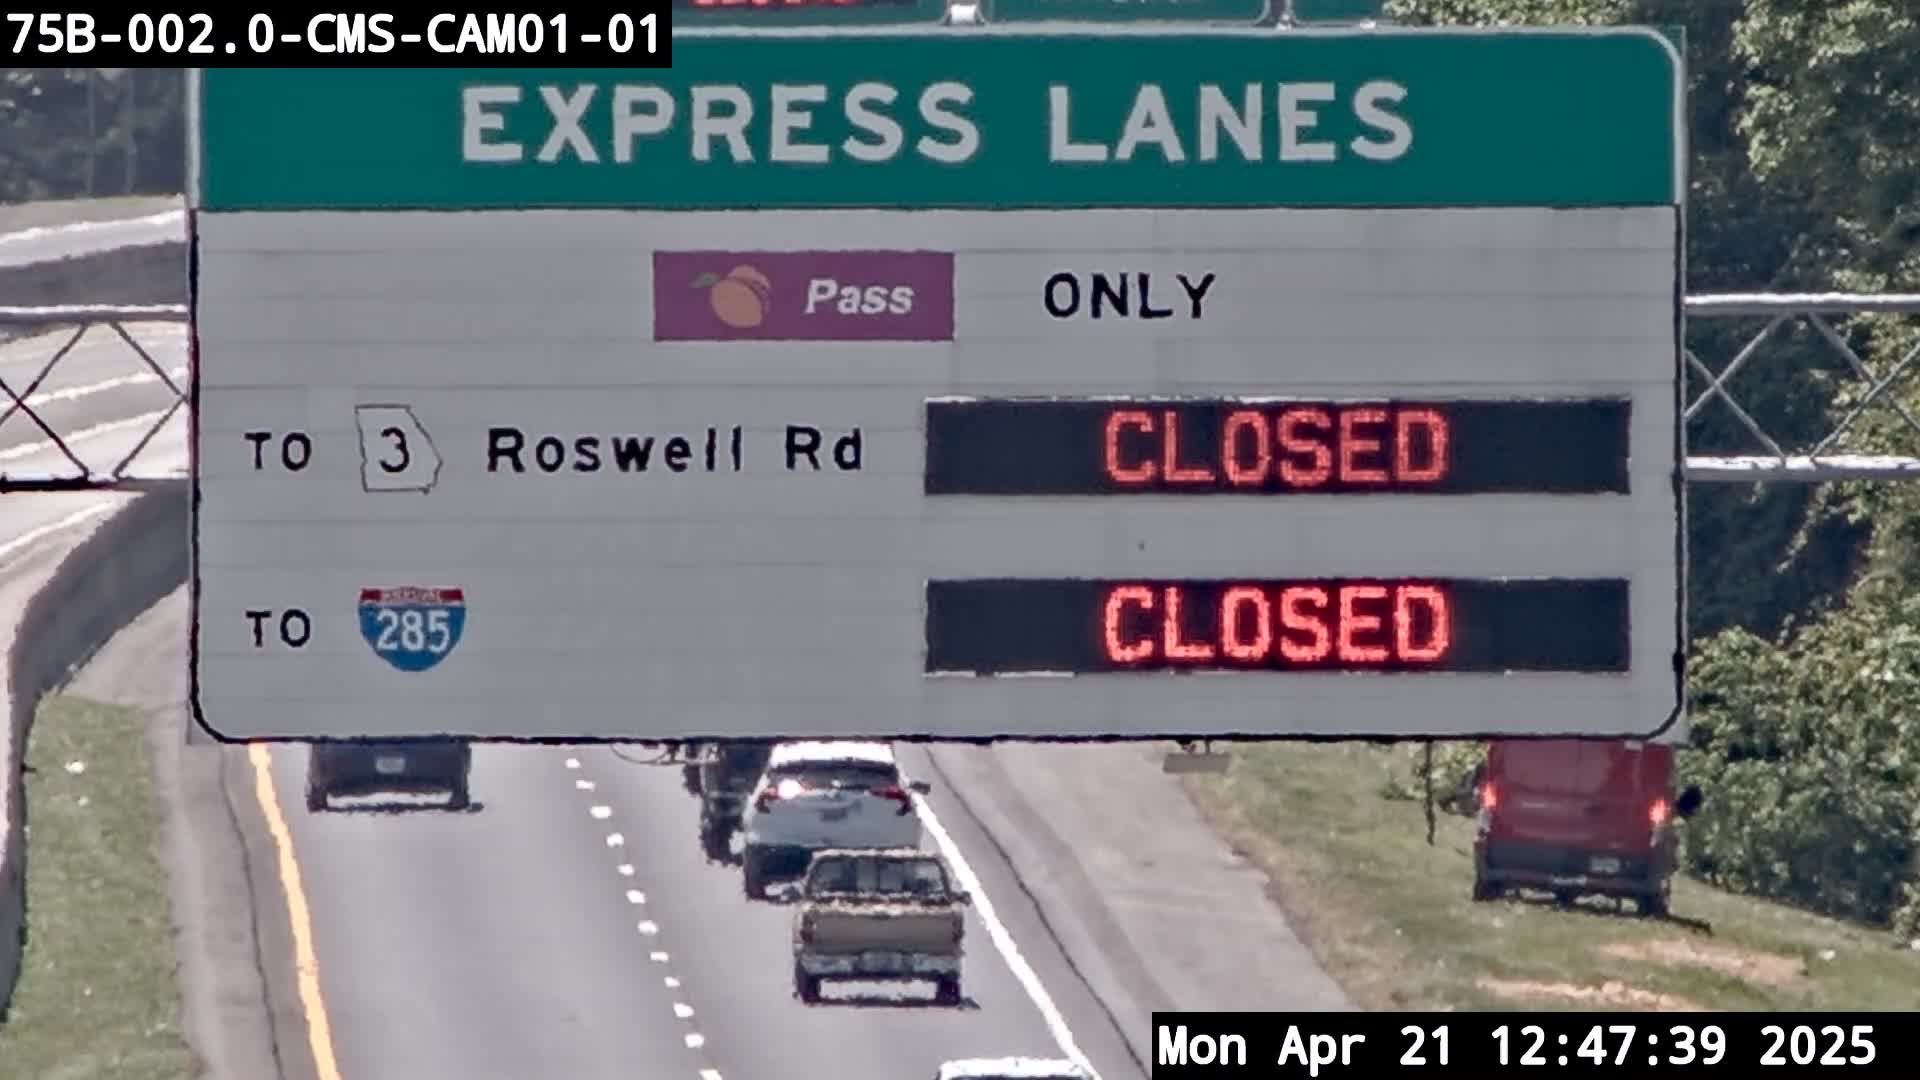 75B-002.0-CMS-CAM01-01
EXPRESS LANES
Pass ONLY
TO 3 Roswell Rd CLOSED
TO 285 CLOSED
Mon Apr 21 12:47:39 2025